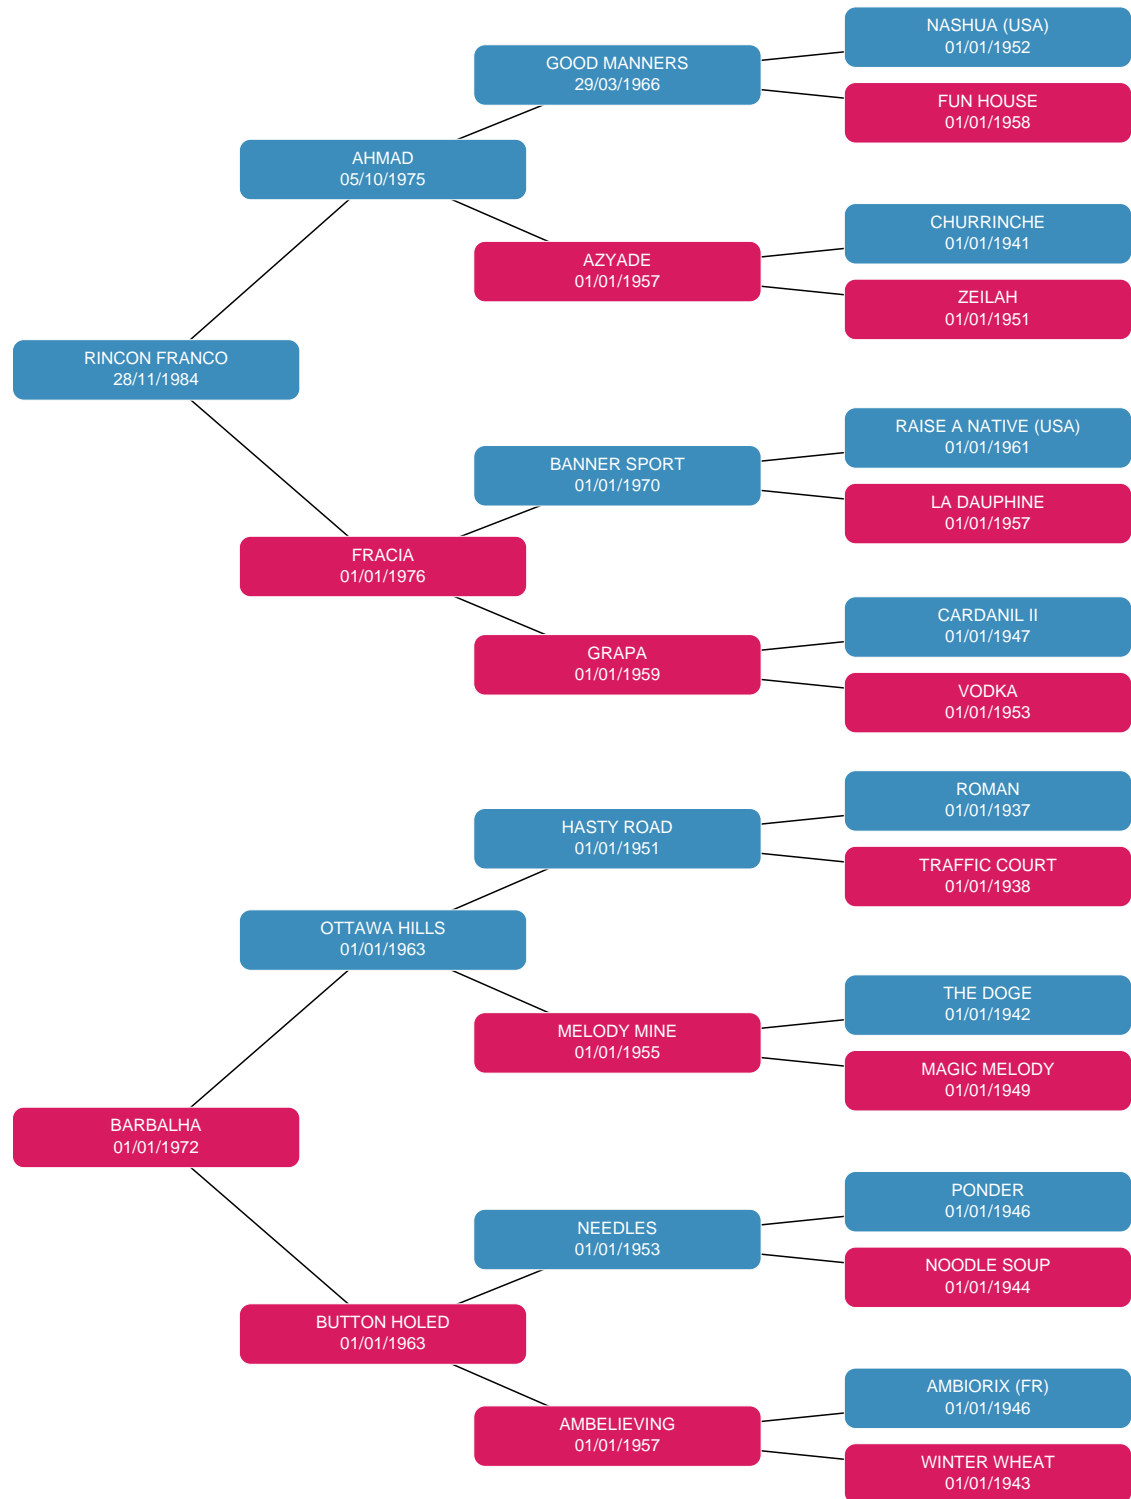 NASHUA (USA)
01/01/1952
GOOD MANNERS
29/03/1966
FUN HOUSE
01/01/1958
AHMAD
05/10/1975
CHURRINCHE
01/01/1941
AZYADE
01/01/1957
ZEILAH
01/01/1951
RINCON FRANCO
28/11/1984
RAISE A NATIVE (USA)
01/01/1961
BANNER SPORT
01/01/1970
LA DAUPHINE
01/01/1957
FRACIA
01/01/1976
CARDANIL II
01/01/1947
GRAPA
01/01/1959
VODKA
01/01/1953
ROMAN
01/01/1937
HASTY ROAD
01/01/1951
TRAFFIC COURT
01/01/1938
OTTAWA HILLS
01/01/1963
THE DOGE
01/01/1942
MELODY MINE
01/01/1955
MAGIC MELODY
01/01/1949
BARBALHA
01/01/1972
PONDER
01/01/1946
NEEDLES
01/01/1953
NOODLE SOUP
01/01/1944
BUTTON HOLED
01/01/1963
AMBIORIX (FR)
01/01/1946
AMBELIEVING
01/01/1957
WINTER WHEAT
01/01/1943